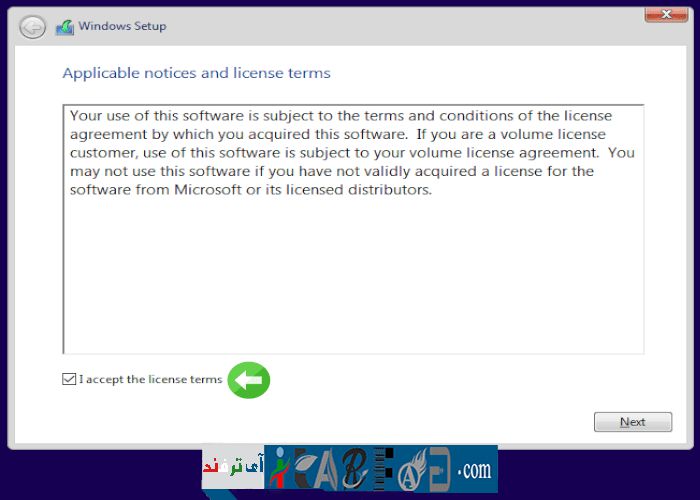 Windows Setup
Applicable notices and license terms
Your use of this software is subject to the terms and conditions of the license
agreement by which you acquired this software.  If you are a volume license
customer, use of this software is subject to your volume license agreement.  You
may not use this software if you have not validly acquired a license for the
software from Microsoft or its licensed distributors.
I accept the license terms
Next
آی ترفند
.com